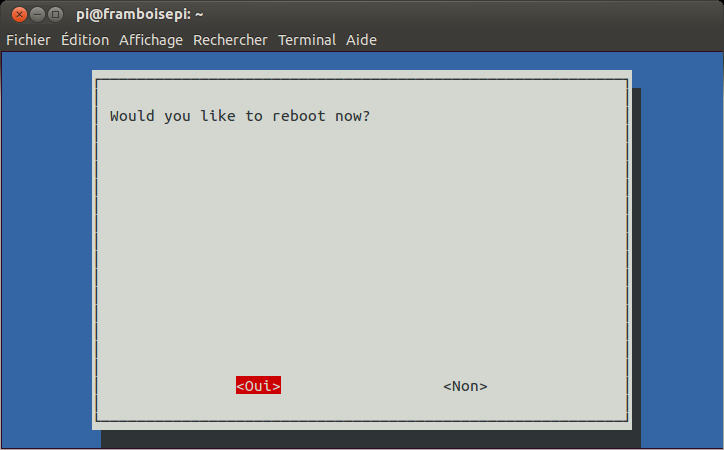 pi@framboisepi: ~
Fichier Édition Affichage Rechercher Terminal Aide
Would you like to reboot now?
<Oui> <Non>